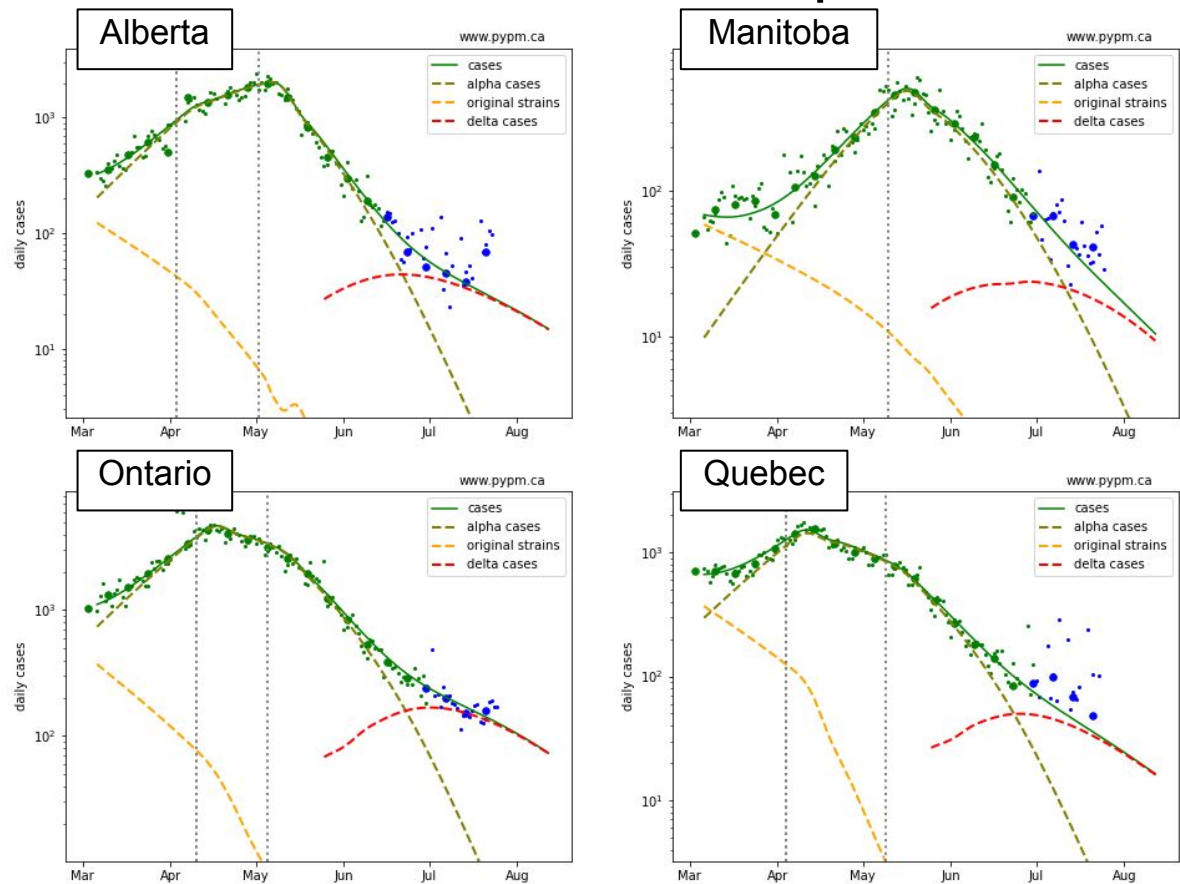 Alberta
www.pypm.ca
cases
alpha cases
original strains
delta cases
daily cases
10³
10²
10¹
Mar Apr May Jun Jul Aug
Manitoba
www.pypm.ca
cases
alpha cases
original strains
delta cases
daily cases
10²
10¹
Mar Apr May Jun Jul Aug
Ontario
www.pypm.ca
cases
alpha cases
original strains
delta cases
daily cases
10³
10²
Mar Apr May Jun Jul Aug
Quebec
www.pypm.ca
cases
alpha cases
original strains
delta cases
daily cases
10³
10²
10¹
Mar Apr May Jun Jul Aug